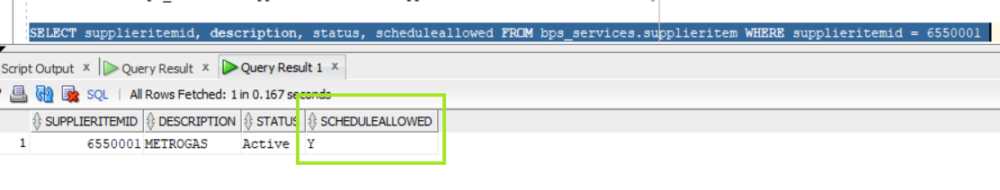 SELECT supplieritemid, description, status, scheduleallowed FROM bps_services.supplieritem WHERE supplieritemid = 6550001
Script Output x Query Result x Query Result 1 x
SQL | All Rows Fetched: 1 in 0.167 seconds
SUPPLIERITEMID DESCRIPTION STATUS SCHEDULEALLOWED
1 6550001 METROGAS Active Y